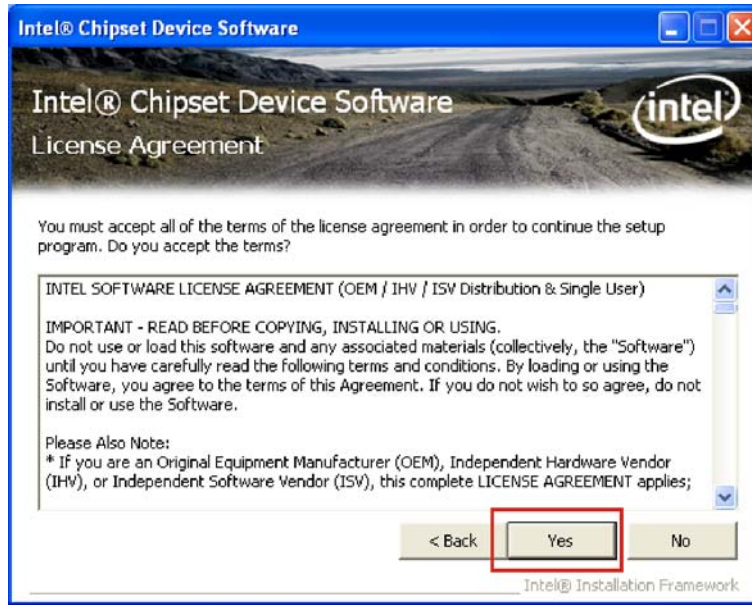 Intel® Chipset Device Software
Intel® Chipset Device Software
intel
License Agreement
You must accept all of the terms of the license agreement in order to continue the setup
program. Do you accept the terms?
INTEL SOFTWARE LICENSE AGREEMENT (OEM / IHV / ISV Distribution & Single User)
IMPORTANT - READ BEFORE COPYING, INSTALLING OR USING.
Do not use or load this software and any associated materials (collectively, the "Software")
until you have carefully read the following terms and conditions. By loading or using the
Software, you agree to the terms of this Agreement. If you do not wish to so agree, do not
install or use the Software.
Please Also Note:
* If you are an Original Equipment Manufacturer (OEM), Independent Hardware Vendor
(IHV), or Independent Software Vendor (ISV), this complete LICENSE AGREEMENT applies;
< Back Yes No
Intel® Installation Framework